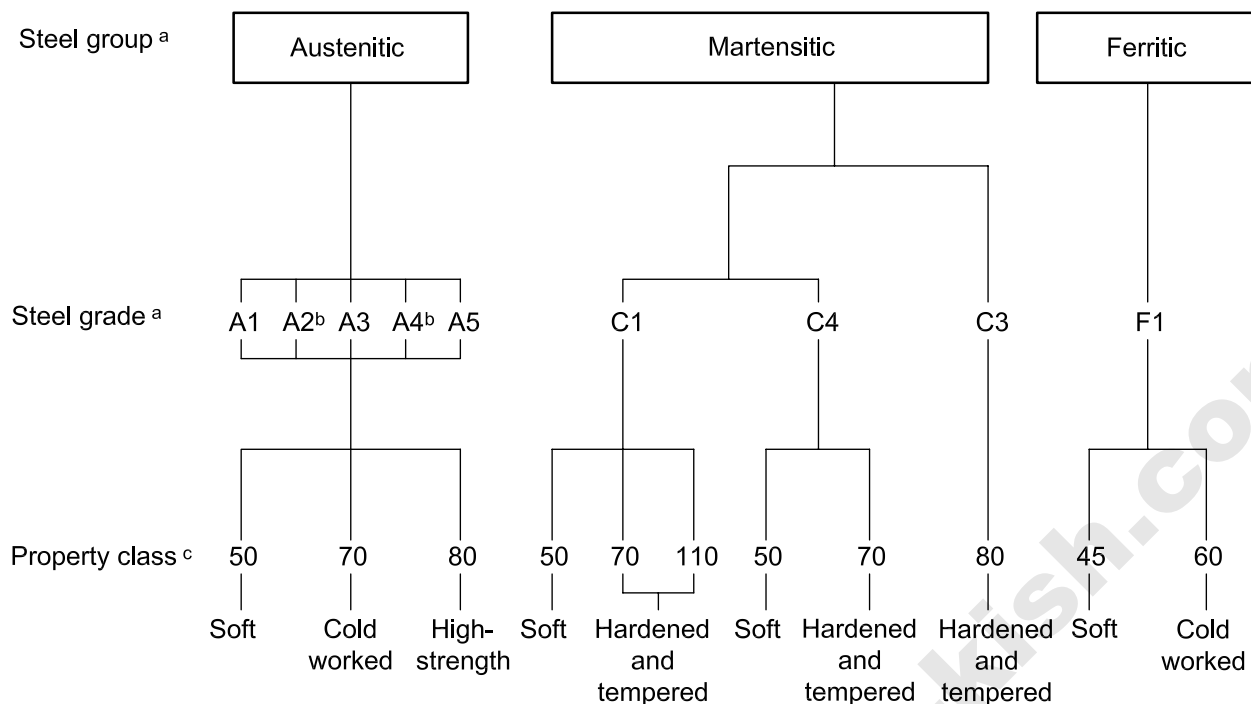 Steel group a Austenitic Martensitic Ferritic
Steel grade a A1 A2b A3 A4b A5 C1 C4 C3 F1
Property class c 50 70 80 50 70 110 50 70 80 45 60
Soft Cold High- Soft Hardened Soft Hardened Hardened Soft Cold
worked strength and and and worked
tempered tempered tempered
kish.com